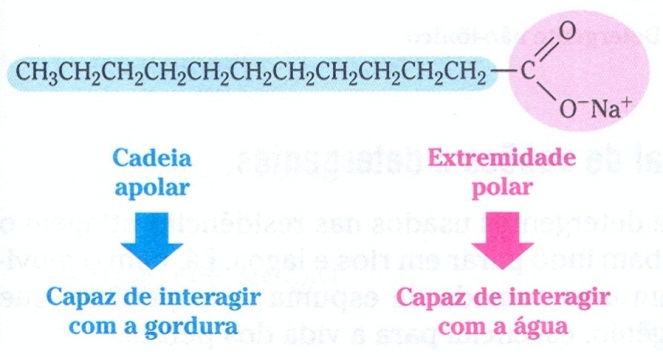 O
CH₃CH₂CH₂CH₂CH₂CH₂CH₂CH₂CH₂CH₂CH₂ – C
O⁻Na⁺
Cadeia apolar
Extremidade polar
Capaz de interagir com a gordura
Capaz de interagir com a água